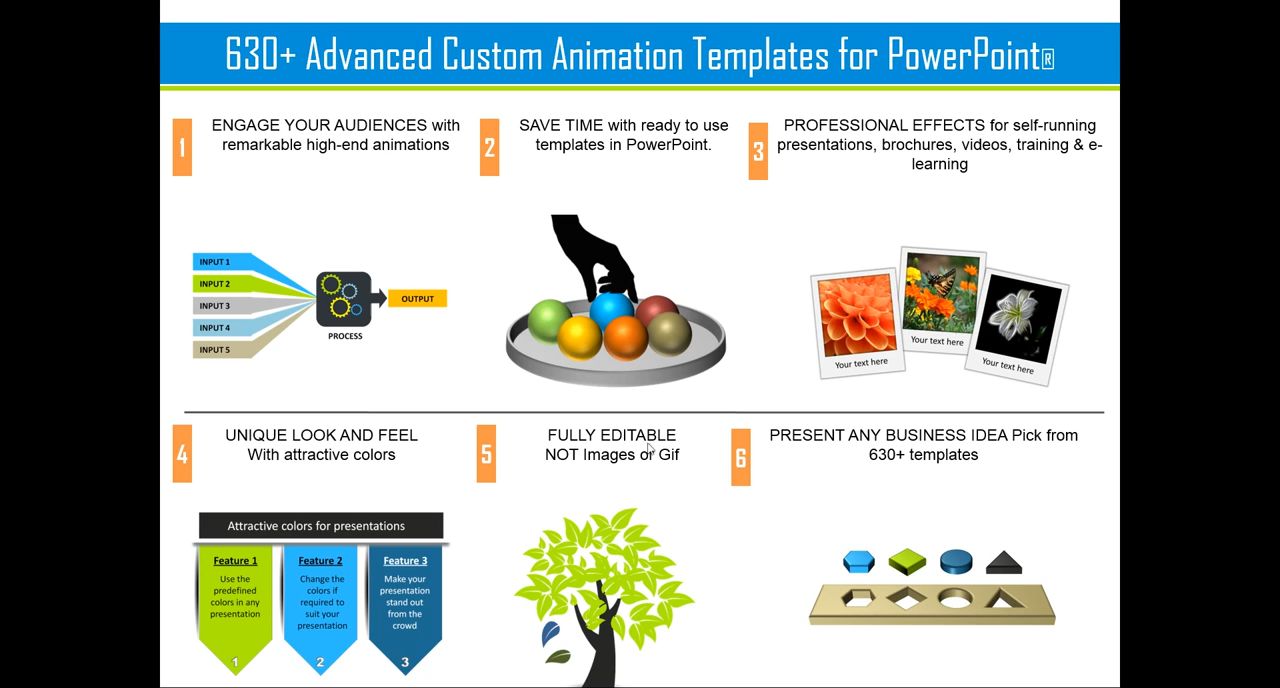 630+ Advanced Custom Animation Templates for PowerPoint®
1
ENGAGE YOUR AUDIENCES with
remarkable high-end animations
2
SAVE TIME with ready to use
templates in PowerPoint.
3
PROFESSIONAL EFFECTS for self-running
presentations, brochures, videos, training & e-
learning
INPUT 1
INPUT 2
INPUT 3
INPUT 4
INPUT 5
PROCESS
OUTPUT
Your text here
Your text here
Your text here
4
UNIQUE LOOK AND FEEL
With attractive colors
5
FULLY EDITABLE
NOT Images or Gif
6
PRESENT ANY BUSINESS IDEA Pick from
630+ templates
Attractive colors for presentations
Feature 1
Use the
predefined
colors in any
presentation
1
Feature 2
Change the
colors if
required to
suit your
presentation
2
Feature 3
Make your
presentation
stand out
from the
crowd
3